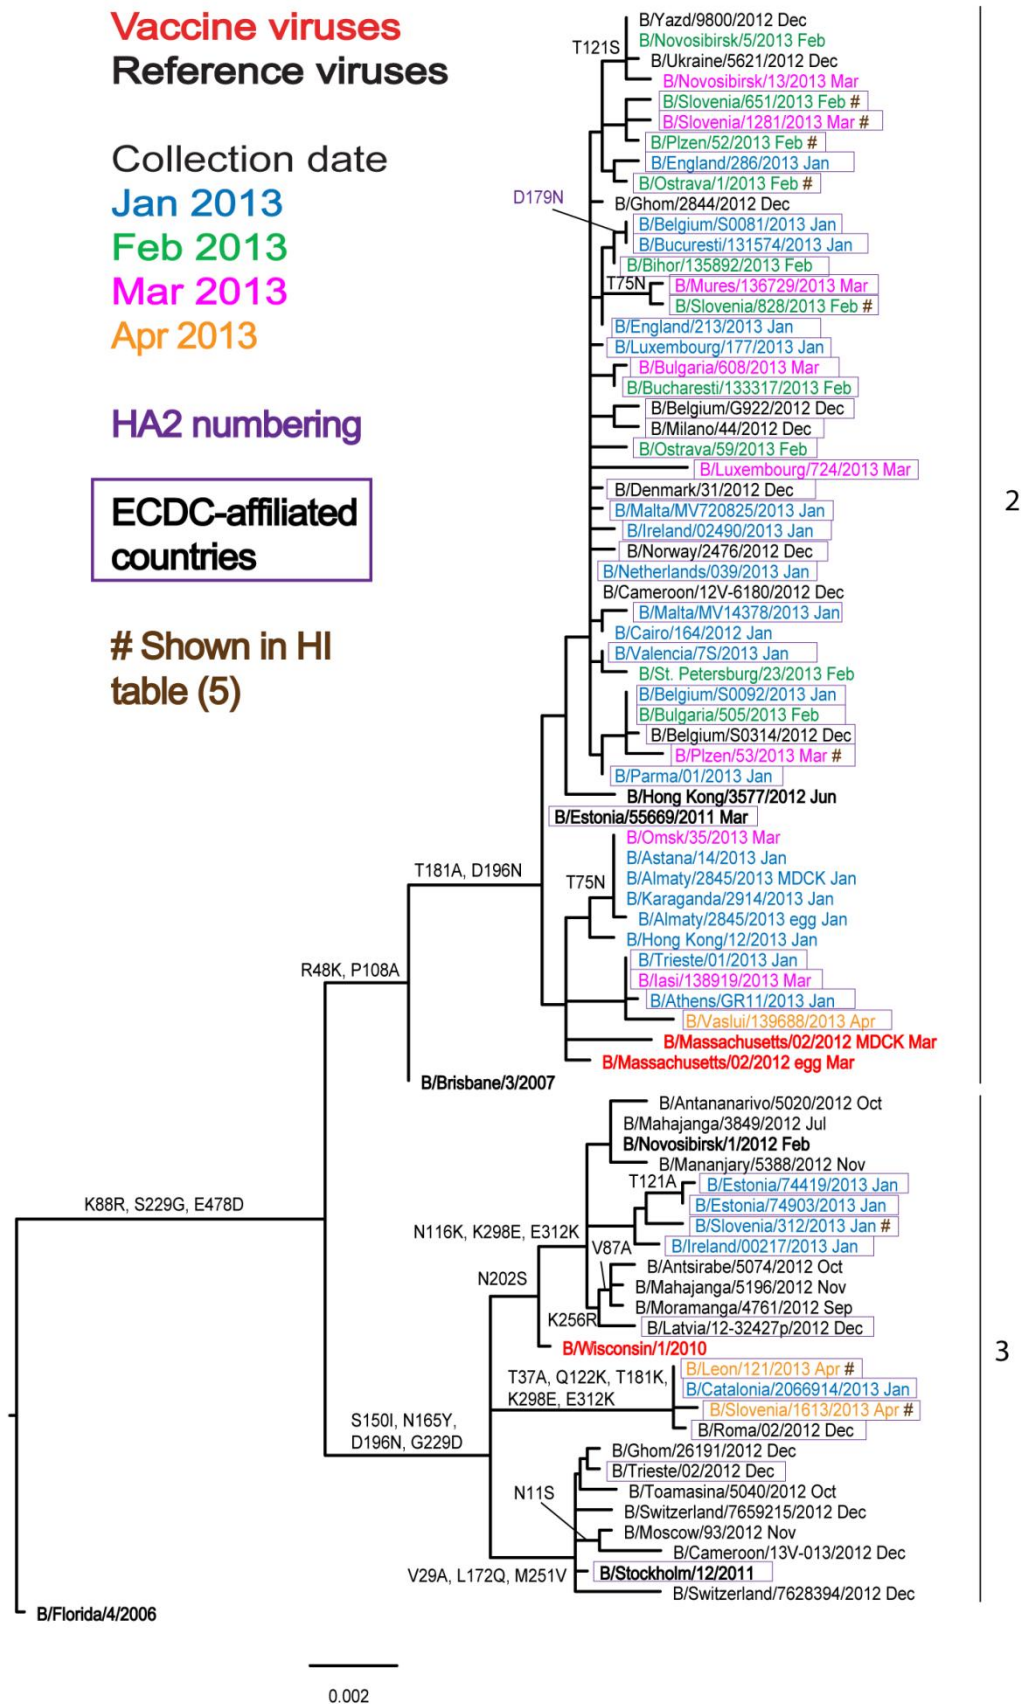 Vaccine viruses
Reference viruses
Collection date
Jan 2013
Feb 2013
Mar 2013
Apr 2013
HA2 numbering
ECDC-affiliated
countries
# Shown in HI
table (5)
B/Yazd/9800/2012 Dec
B/Novosibirsk/5/2013 Feb
T121S
B/Ukraine/5621/2012 Dec
B/Novosibirsk/13/2013 Mar
B/Slovenia/651/2013 Feb #
B/Slovenia/1281/2013 Mar #
B/Plzen/52/2013 Feb #
B/England/286/2013 Jan
B/Ostrava/1/2013 Feb #
D179N
B/Ghom/2844/2012 Dec
B/Belgium/S0081/2013 Jan
B/Bucuresti/131574/2013 Jan
B/Bihor/135892/2013 Feb
T75N
B/Mures/136729/2013 Mar
B/Slovenia/828/2013 Feb #
B/England/213/2013 Jan
B/Luxembourg/177/2013 Jan
B/Bulgaria/608/2013 Mar
B/Bucharesti/133317/2013 Feb
B/Belgium/G922/2012 Dec
B/Milano/44/2012 Dec
B/Ostrava/59/2013 Feb
B/Luxembourg/724/2013 Mar
B/Denmark/31/2012 Dec
2
B/Malta/MV720825/2013 Jan
B/Ireland/02490/2013 Jan
B/Norway/2476/2012 Dec
B/Netherlands/039/2013 Jan
B/Cameroon/12V-6180/2012 Dec
B/Malta/MV14378/2013 Jan
B/Cairo/164/2012 Jan
B/Valencia/7S/2013 Jan
B/St. Petersburg/23/2013 Feb
B/Belgium/S0092/2013 Jan
B/Bulgaria/505/2013 Feb
B/Belgium/S0314/2012 Dec
B/Plzen/53/2013 Mar #
B/Parma/01/2013 Jan
B/Hong Kong/3577/2012 Jun
B/Estonia/55669/2011 Mar
B/Omsk/35/2013 Mar
B/Astana/14/2013 Jan
T181A, D196N
T75N
B/Almaty/2845/2013 MDCK Jan
B/Karaganda/2914/2013 Jan
B/Almaty/2845/2013 egg Jan
B/Hong Kong/12/2013 Jan
B/Trieste/01/2013 Jan
R48K, P108A
B/Iasi/138919/2013 Mar
B/Athens/GR11/2013 Jan
B/Vaslui/139688/2013 Apr
B/Massachusetts/02/2012 MDCK Mar
B/Massachusetts/02/2012 egg Mar
B/Brisbane/3/2007
B/Antananarivo/5020/2012 Oct
B/Mahajanga/3849/2012 Jul
B/Novosibirsk/1/2012 Feb
B/Mananjary/5388/2012 Nov
T121A
B/Estonia/74419/2013 Jan
K88R, S229G, E478D
B/Estonia/74903/2013 Jan
B/Slovenia/312/2013 Jan #
N116K, K298E, E312K
B/Ireland/00217/2013 Jan
V87A
B/Antsirabe/5074/2012 Oct
N202S
B/Mahajanga/5196/2012 Nov
B/Moramanga/4761/2012 Sep
K256R
B/Latvia/12-32427p/2012 Dec
B/Wisconsin/1/2010
3
B/Leon/121/2013 Apr #
T37A, Q122K, T181K,
K298E, E312K
B/Catalonia/2066914/2013 Jan
B/Slovenia/1613/2013 Apr #
S150I, N165Y,
D196N, G229D
B/Roma/02/2012 Dec
B/Ghom/26191/2012 Dec
B/Trieste/02/2012 Dec
B/Toamasina/5040/2012 Oct
N11S
B/Switzerland/7659215/2012 Dec
B/Moscow/93/2012 Nov
B/Cameroon/13V-013/2012 Dec
V29A, L172Q, M251V
B/Stockholm/12/2011
B/Switzerland/7628394/2012 Dec
B/Florida/4/2006
0.002